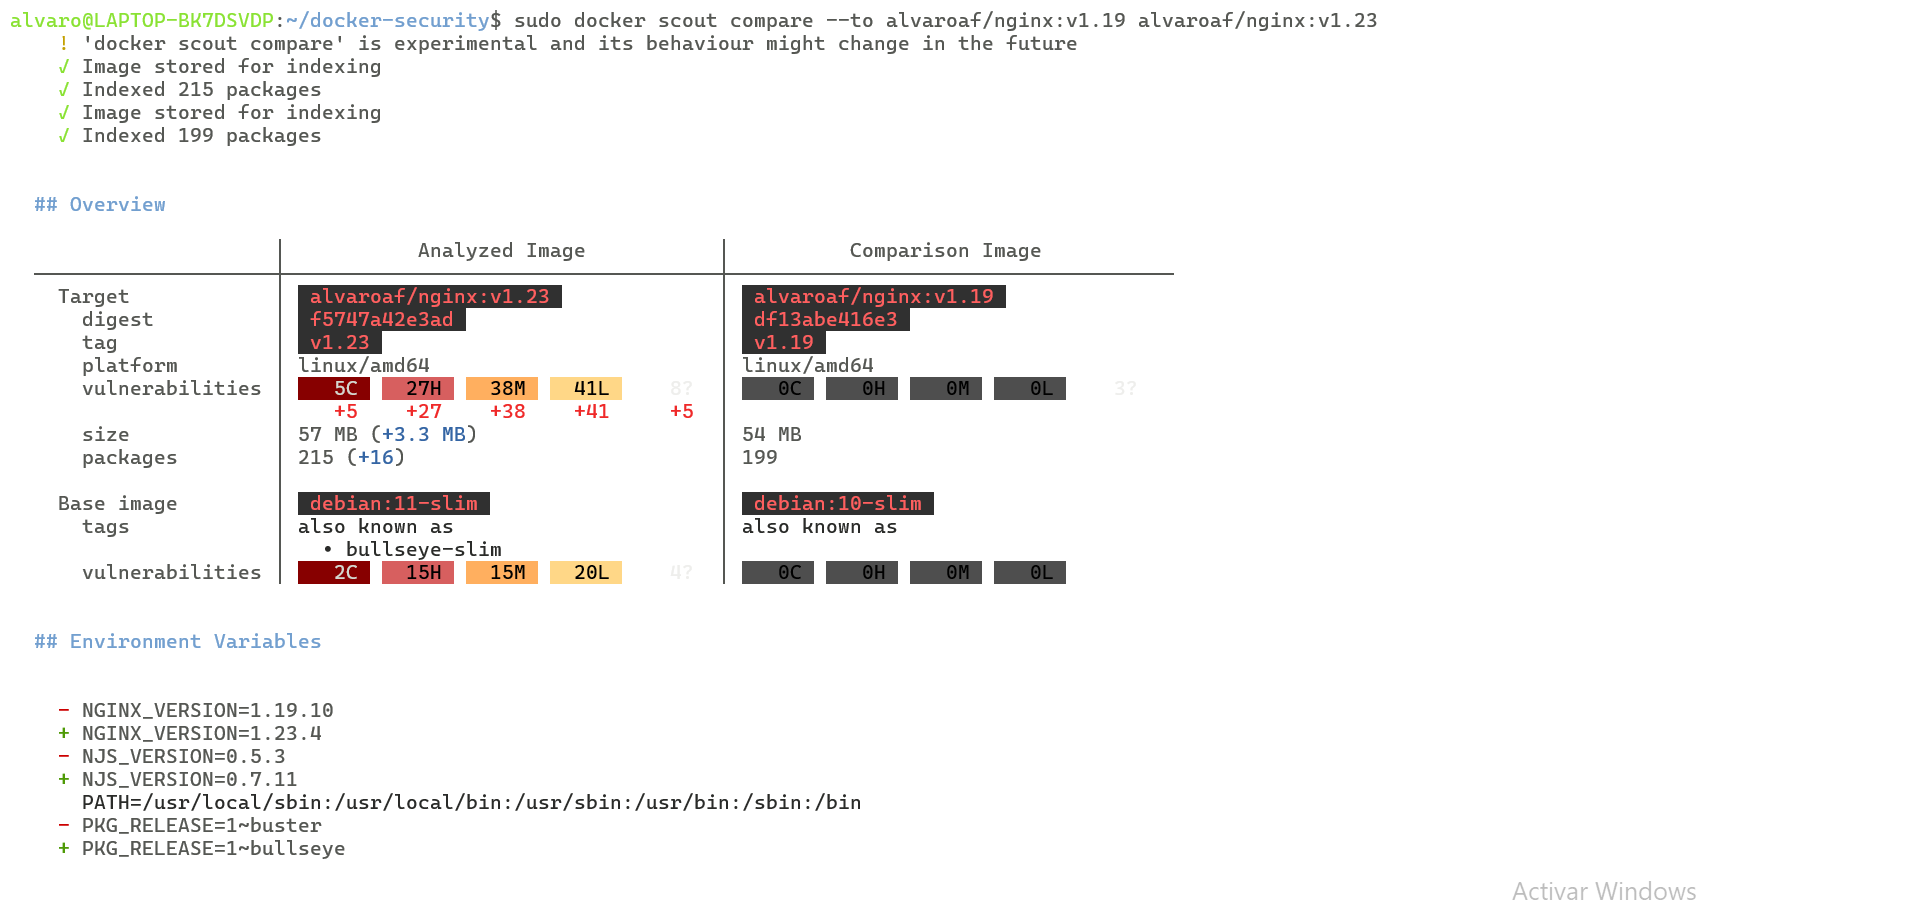 alvaro@LAPTOP-BK7DSVDP:~/docker-security$ sudo docker scout compare --to alvaroaf/nginx:v1.19 alvaroaf/nginx:v1.23
! 'docker scout compare' is experimental and its behaviour might change in the future
✓ Image stored for indexing
✓ Indexed 215 packages
✓ Image stored for indexing
✓ Indexed 199 packages
## Overview
Analyzed Image Comparison Image
Target alvaroaf/nginx:v1.23 alvaroaf/nginx:v1.19
digest f5747a42e3ad df13abe416e3
tag v1.23 v1.19
platform linux/amd64 linux/amd64
vulnerabilities 5C 27H 38M 41L 8? 0C 0H 0M 0L 3?
+5 +27 +38 +41 +5
size 57 MB (+3.3 MB) 54 MB
packages 215 (+16) 199
Base image debian:11-slim debian:10-slim
tags also known as also known as
• bullseye-slim
vulnerabilities 2C 15H 15M 20L 4? 0C 0H 0M 0L
## Environment Variables
- NGINX_VERSION=1.19.10
+ NGINX_VERSION=1.23.4
- NJS_VERSION=0.5.3
+ NJS_VERSION=0.7.11
PATH=/usr/local/sbin:/usr/local/bin:/usr/sbin:/usr/bin:/sbin:/bin
- PKG_RELEASE=1~buster
+ PKG_RELEASE=1~bullseye
Activar Windows